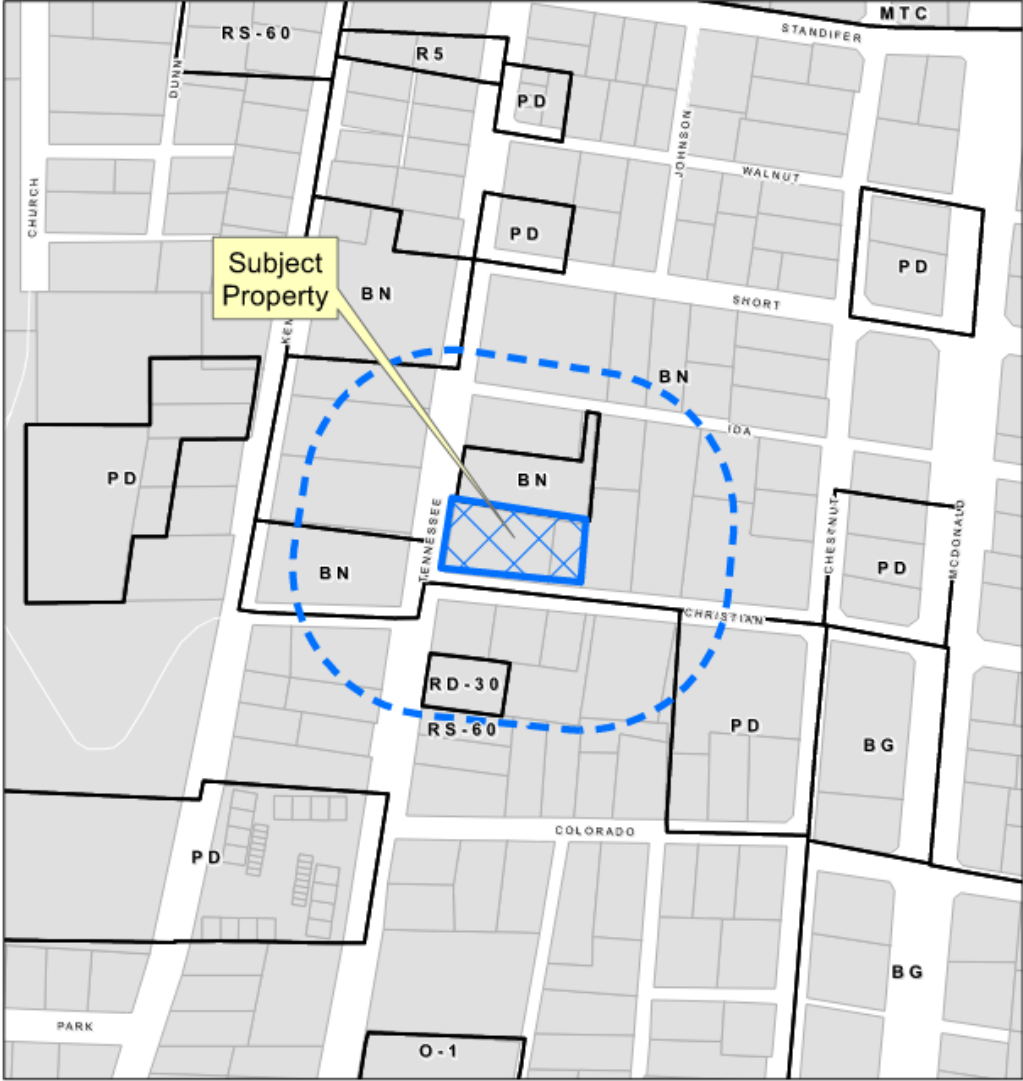 MTC
STANDIFER
RS-60
R5
DUNN
PD
JOHNSON
WALNUT
CHURCH
PD
PD
Subject
Property
BN
SHORT
KEN
BN
IDA
PD
BN
TENNESSEE
CHESTNUT
MCDONALD
BN
PD
CHRISTIAN
RD-30
RS-60
PD
BG
COLORADO
PD
BG
PARK
O-1